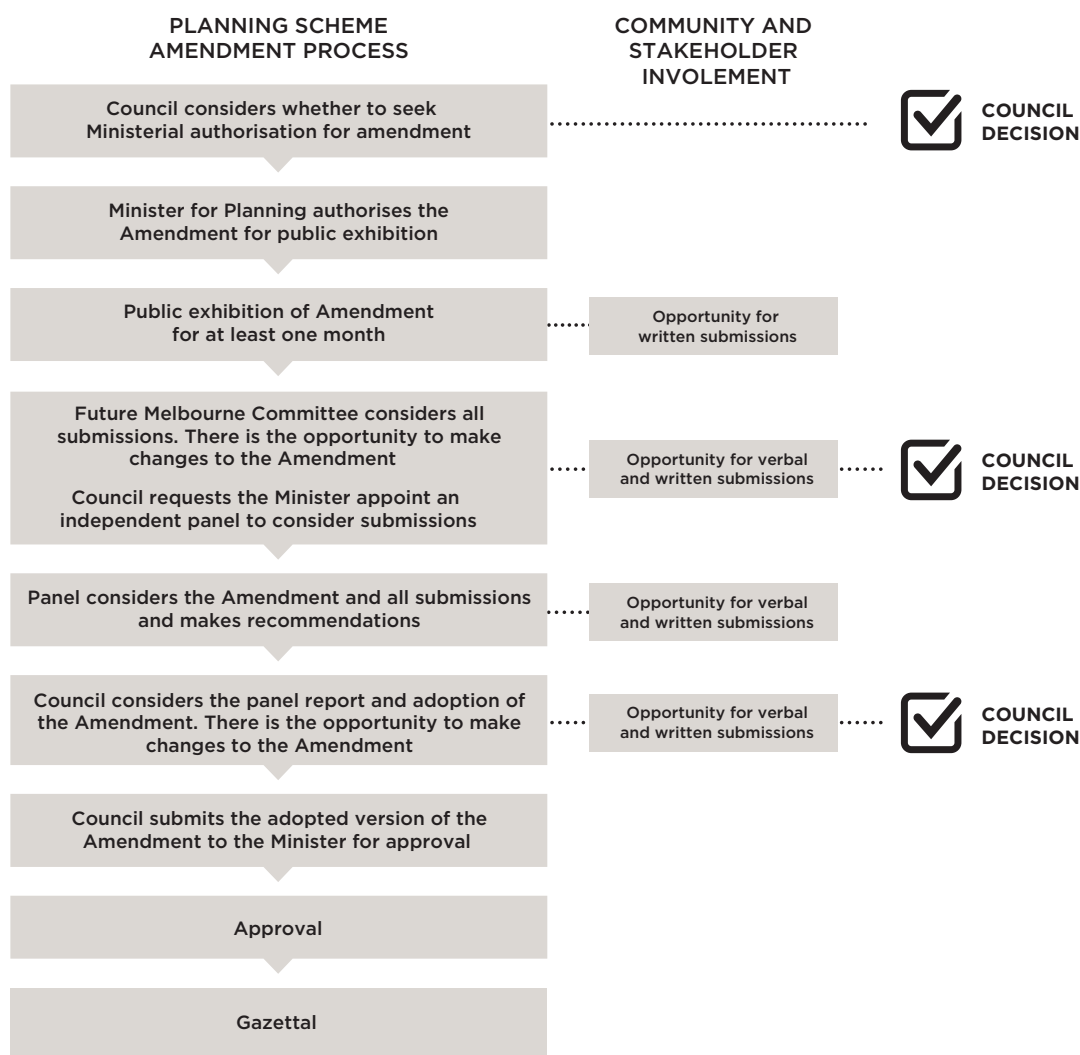 PLANNING SCHEME
AMENDMENT PROCESS
COMMUNITY AND
STAKEHOLDER
INVOLEMENT
Council considers whether to seek
Ministerial authorisation for amendment
COUNCIL
DECISION
Minister for Planning authorises the
Amendment for public exhibition
Public exhibition of Amendment
for at least one month
Opportunity for
written submissions
Future Melbourne Committee considers all
submissions. There is the opportunity to make
changes to the Amendment
Council requests the Minister appoint an
independent panel to consider submissions
Opportunity for verbal
and written submissions
COUNCIL
DECISION
Panel considers the Amendment and all submissions
and makes recommendations
Opportunity for verbal
and written submissions
Council considers the panel report and adoption of
the Amendment. There is the opportunity to make
changes to the Amendment
Opportunity for verbal
and written submissions
COUNCIL
DECISION
Council submits the adopted version of the
Amendment to the Minister for approval
Approval
Gazettal